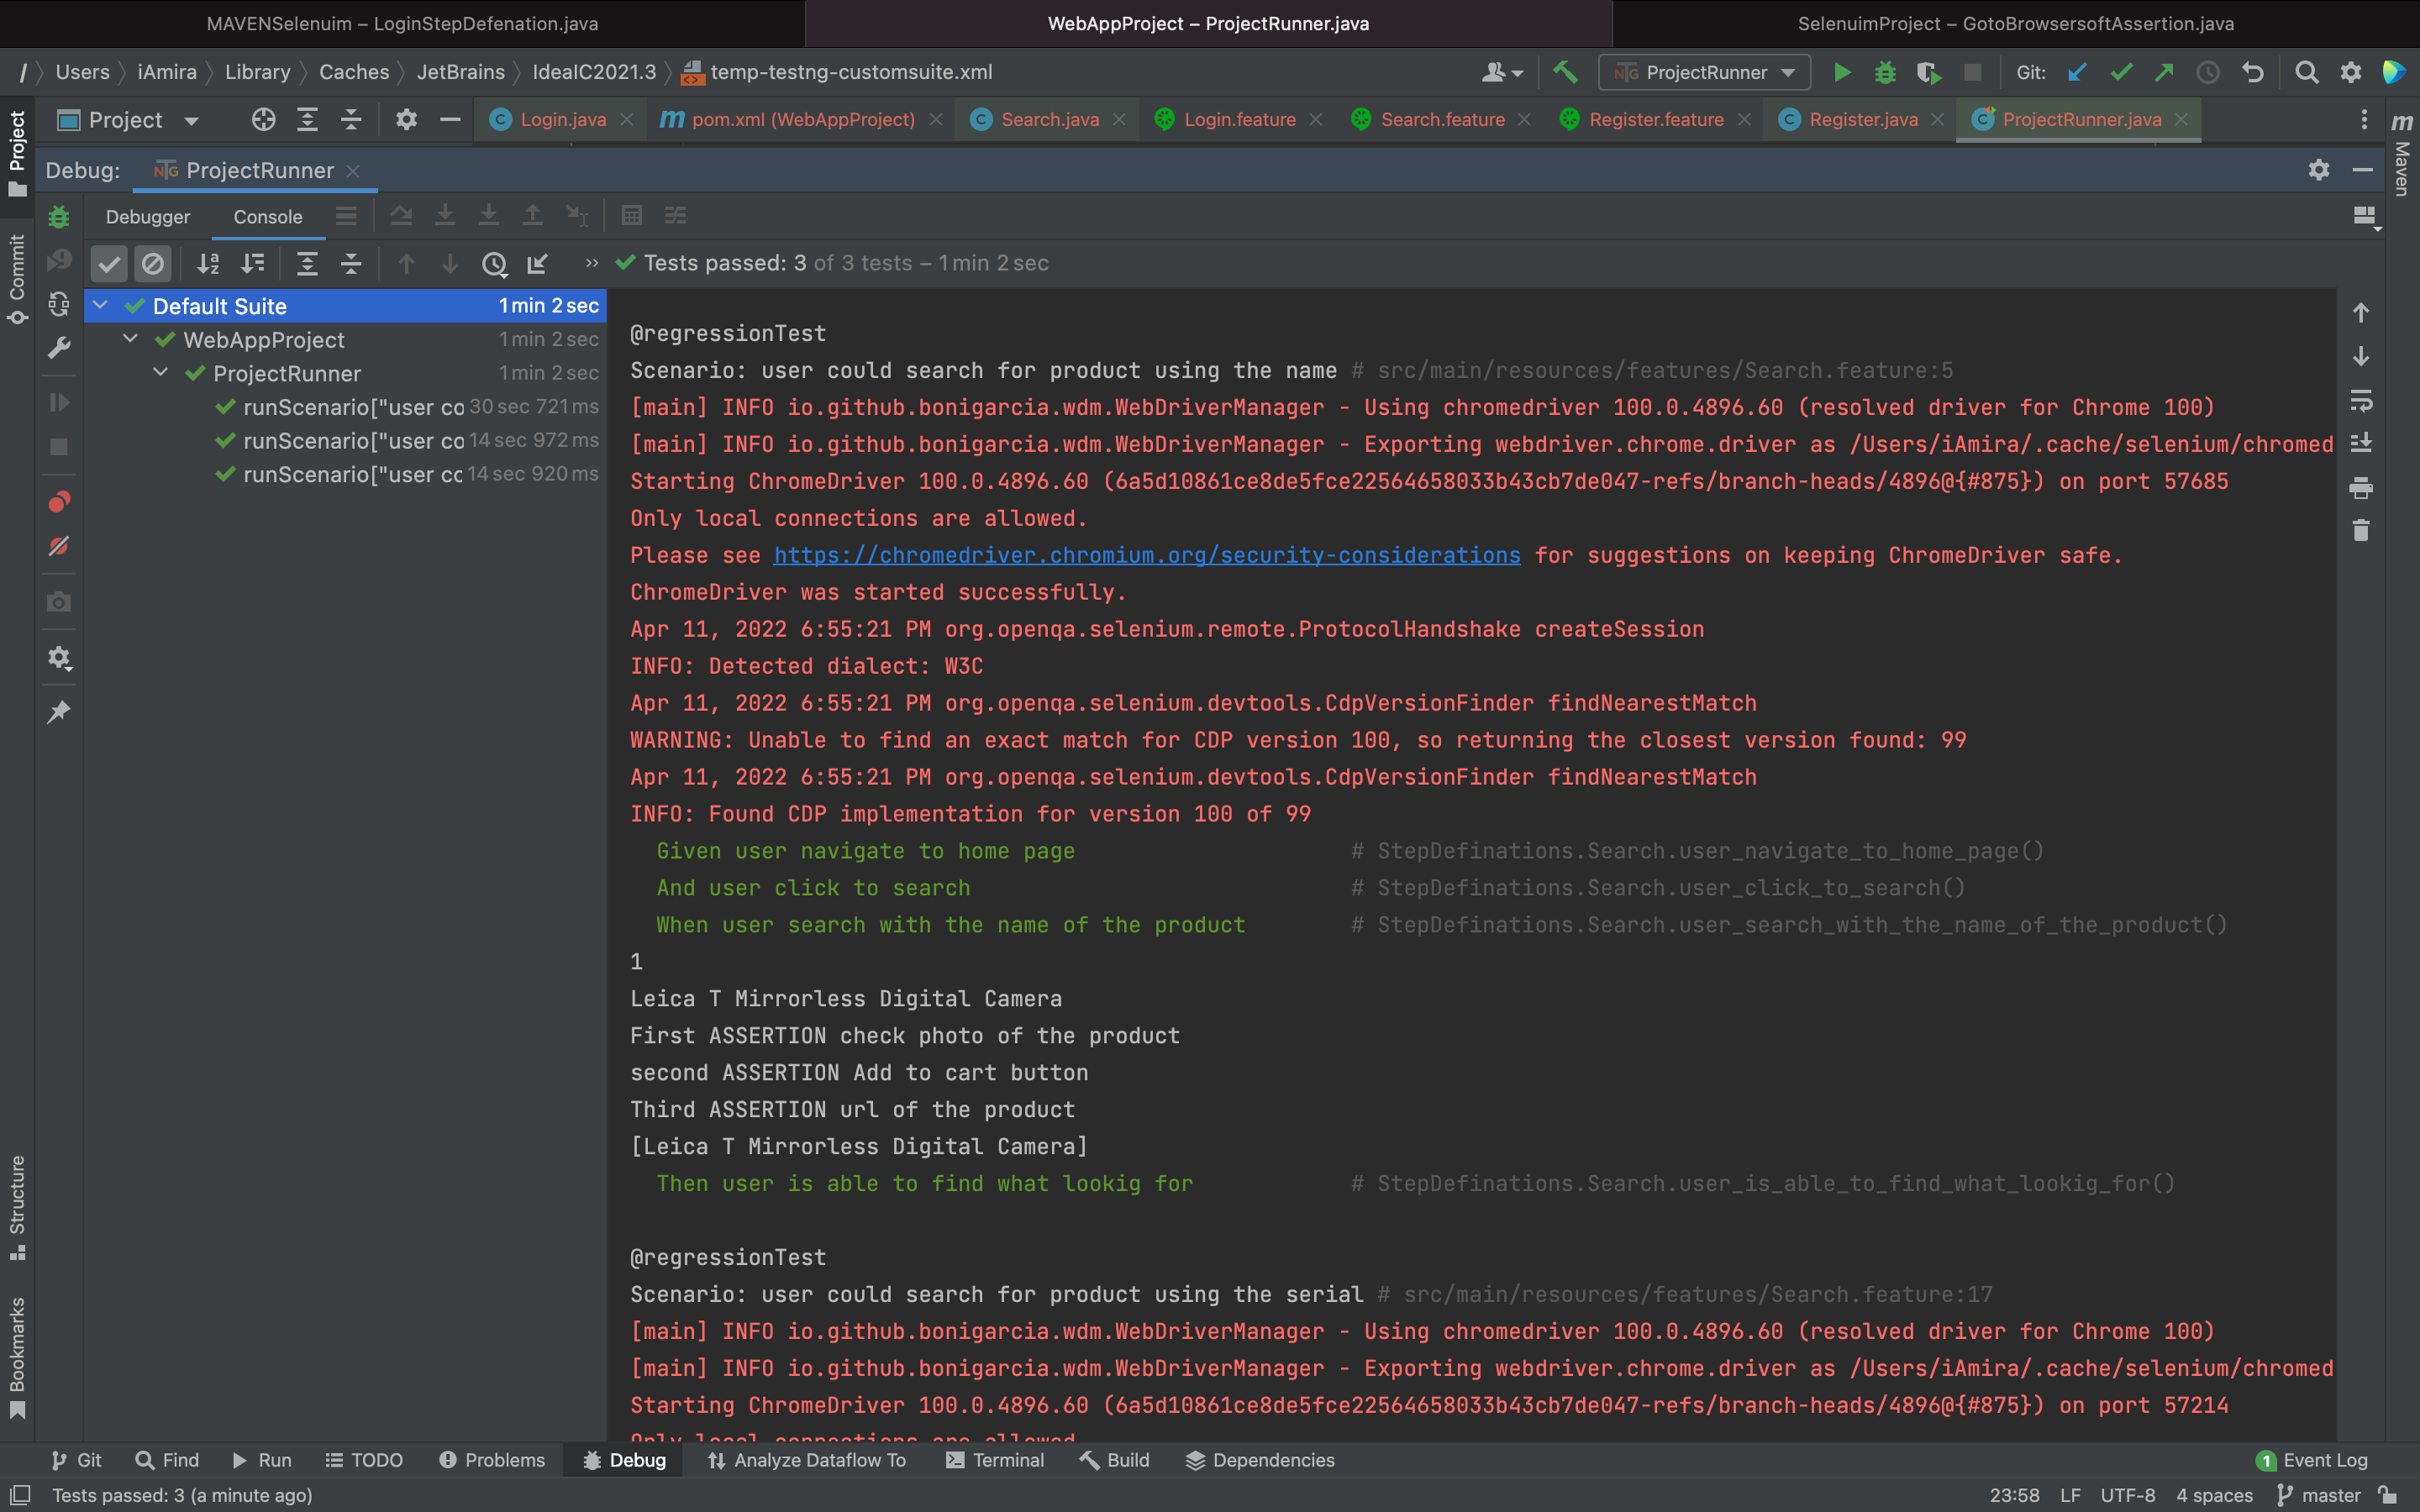 MAVENSelenuim – LoginStepDefenation.java
WebAppProject – ProjectRunner.java
SelenuimProject – GotoBrowsersoftAssertion.java
/ Users iAmira Library Caches JetBrains IdeaIC2021.3 temp-testng-customsuite.xml
ProjectRunner
Git:
Project
Login.java
pom.xml (WebAppProject)
Search.java
Login.feature
Search.feature
Register.feature
Register.java
ProjectRunner.java
Debug: ProjectRunner
Debugger Console
Tests passed: 3 of 3 tests – 1 min 2 sec
Default Suite 1 min 2 sec
WebAppProject 1 min 2 sec
ProjectRunner 1 min 2 sec
runScenario["user co 30 sec 721 ms
runScenario["user co 14 sec 972 ms
runScenario["user cc 14 sec 920 ms
@regressionTest
Scenario: user could search for product using the name # src/main/resources/features/Search.feature:5
[main] INFO io.github.bonigarcia.wdm.WebDriverManager - Using chromedriver 100.0.4896.60 (resolved driver for Chrome 100)
[main] INFO io.github.bonigarcia.wdm.WebDriverManager - Exporting webdriver.chrome.driver as /Users/iAmira/.cache/selenium/chromed
Starting ChromeDriver 100.0.4896.60 (6a5d10861ce8de5fce22564658033b43cb7de047-refs/branch-heads/4896@{#875}) on port 57685
Only local connections are allowed.
Please see https://chromedriver.chromium.org/security-considerations for suggestions on keeping ChromeDriver safe.
ChromeDriver was started successfully.
Apr 11, 2022 6:55:21 PM org.openqa.selenium.remote.ProtocolHandshake createSession
INFO: Detected dialect: W3C
Apr 11, 2022 6:55:21 PM org.openqa.selenium.devtools.CdpVersionFinder findNearestMatch
WARNING: Unable to find an exact match for CDP version 100, so returning the closest version found: 99
Apr 11, 2022 6:55:21 PM org.openqa.selenium.devtools.CdpVersionFinder findNearestMatch
INFO: Found CDP implementation for version 100 of 99
Given user navigate to home page # StepDefinations.Search.user_navigate_to_home_page()
And user click to search # StepDefinations.Search.user_click_to_search()
When user search with the name of the product # StepDefinations.Search.user_search_with_the_name_of_the_product()
1
Leica T Mirrorless Digital Camera
First ASSERTION check photo of the product
second ASSERTION Add to cart button
Third ASSERTION url of the product
[Leica T Mirrorless Digital Camera]
Then user is able to find what lookig for # StepDefinations.Search.user_is_able_to_find_what_lookig_for()
@regressionTest
Scenario: user could search for product using the serial # src/main/resources/features/Search.feature:17
[main] INFO io.github.bonigarcia.wdm.WebDriverManager - Using chromedriver 100.0.4896.60 (resolved driver for Chrome 100)
[main] INFO io.github.bonigarcia.wdm.WebDriverManager - Exporting webdriver.chrome.driver as /Users/iAmira/.cache/selenium/chromed
Starting ChromeDriver 100.0.4896.60 (6a5d10861ce8de5fce22564658033b43cb7de047-refs/branch-heads/4896@{#875}) on port 57214
Only local connections are allowed.
Project
Commit
Structure
Bookmarks
Maven
Git Find Run TODO Problems Debug Analyze Dataflow To Terminal Build Dependencies 1 Event Log
Tests passed: 3 (a minute ago) 23:58 LF UTF-8 4 spaces master